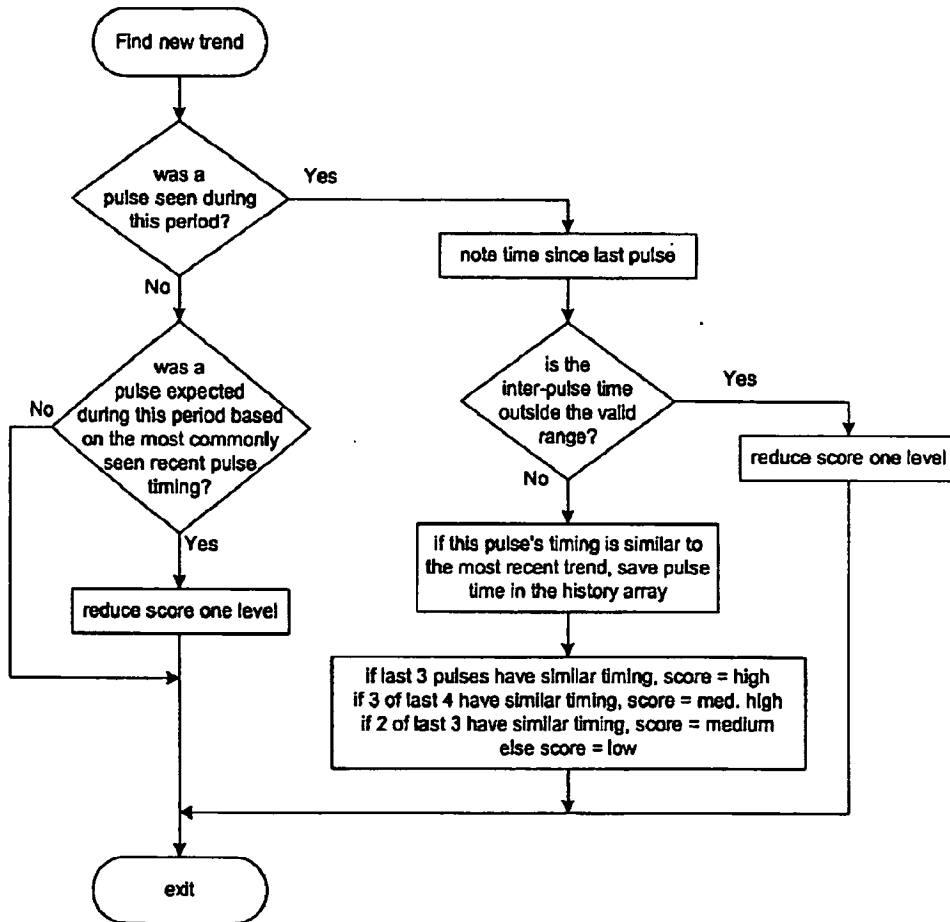 Find new trend
was a
pulse seen during
this period?
Yes
No
note time since last pulse
was a
pulse expected
during this period based
on the most commonly
seen recent pulse
timing?
No
Yes
is the
inter-pulse time
outside the valid
range?
Yes
No
reduce score one level
reduce score one level
if this pulse's timing is similar to
the most recent trend, save pulse
time in the history array
if last 3 pulses have similar timing, score = high
if 3 of last 4 have similar timing, score = med. high
if 2 of last 3 have similar timing, score = medium
else score = low
exit